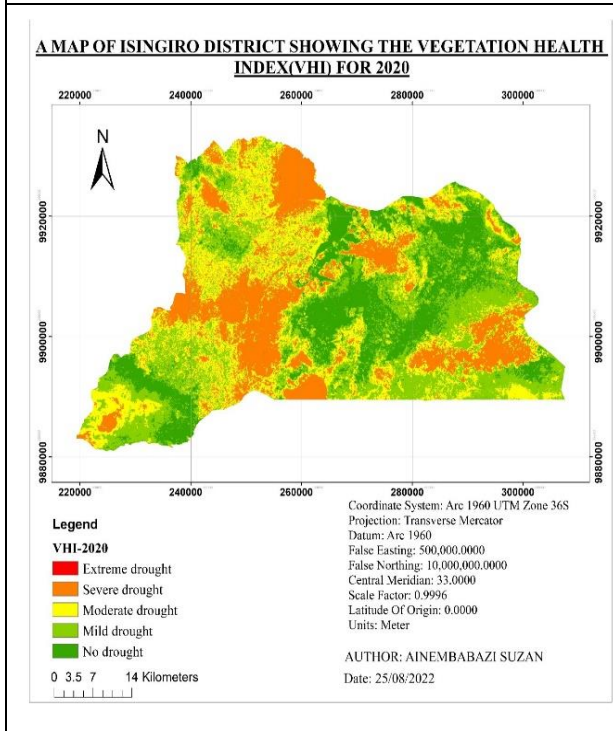 A MAP OF ISINGIRO DISTRICT SHOWING THE VEGETATION HEALTH
INDEX(VHI) FOR 2020
220000 240000 260000 280000 300000
N
9920000 9920000
9900000 9900000
9880000 9880000
220000 240000 260000 280000 300000
Legend
VHI-2020
Extreme drought
Severe drought
Moderate drought
Mild drought
No drought
0 3.5 7 14 Kilometers
Coordinate System: Arc 1960 UTM Zone 36S
Projection: Transverse Mercator
Datum: Arc 1960
False Easting: 500,000.0000
False Northing: 10,000,000.0000
Central Meridian: 33.0000
Scale Factor: 0.9996
Latitude Of Origin: 0.0000
Units: Meter
AUTHOR: AINEMBABAZI SUZAN
Date: 25/08/2022